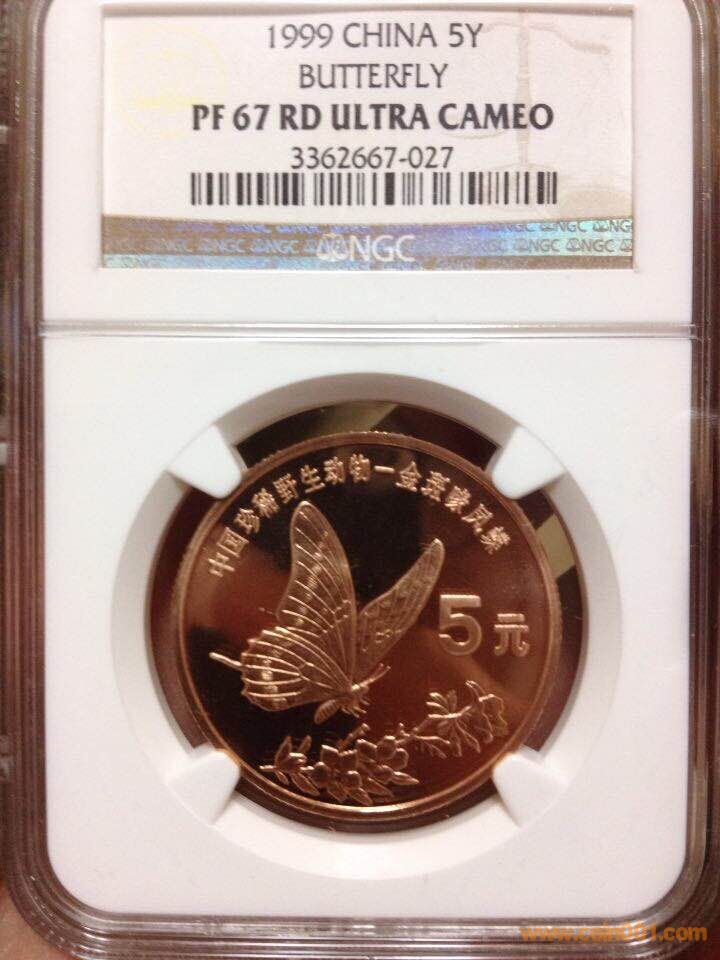 1999 CHINA 5Y
BUTTERFLY
PF 67 RD ULTRA CAMEO
3362667-027
NGC
中国珍稀野生动物—金斑喙凤蝶
5元
www.coin001.com